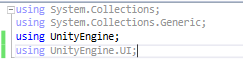 using System.Collections;
using System.Collections.Generic;
using UnityEngine;
using UnityEngine.UI;